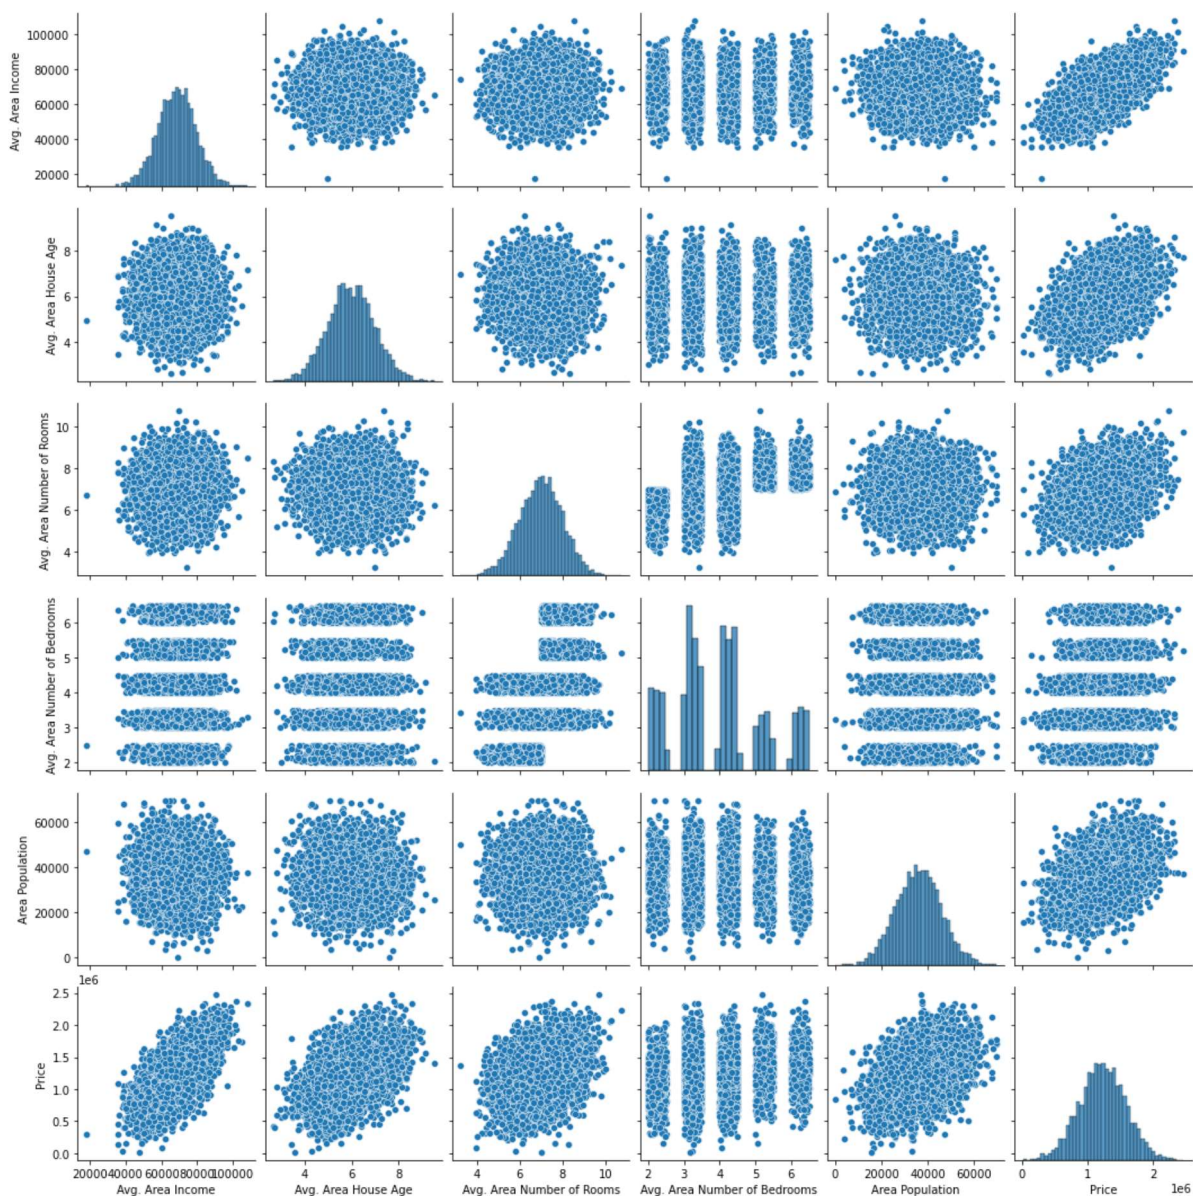 100000
80000
60000
40000
20000
Avg. Area Income
8
6
4
Avg. Area House Age
10
8
6
4
Avg. Area Number of Rooms
6
5
4
3
2
Avg. Area Number of Bedrooms
60000
40000
20000
0
Area Population
1e6
2.5
2.0
1.5
1.0
0.5
0.0
Price
20000 40000 60000 80000 100000
Avg. Area Income
4 6 8
Avg. Area House Age
4 6 8 10
Avg. Area Number of Rooms
2 3 4 5 6
Avg. Area Number of Bedrooms
0 20000 40000 60000
Area Population
0 1 2
1e6
Price